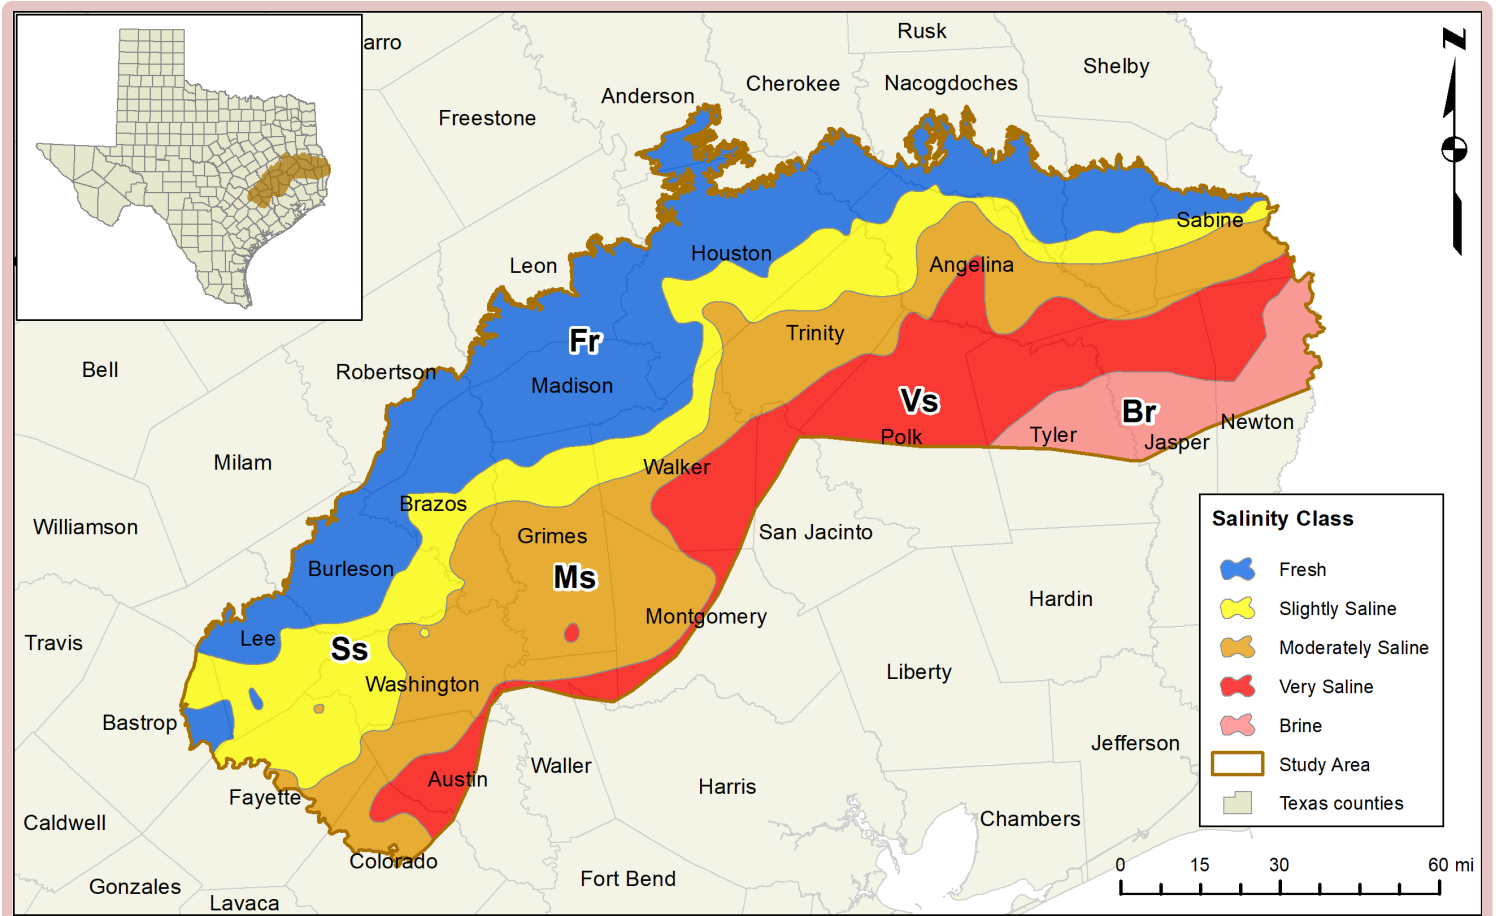 arro
Rusk
Shelby
Anderson
Cherokee
Nacogdoches
Freestone
N
Sabine
Houston
Leon
Angelina
Trinity
Fr
Bell
Robertson
Madison
Vs
Br
Newton
Polk
Tyler
Jasper
Milam
Walker
Brazos
Williamson
Grimes
San Jacinto
Salinity Class
Fresh
Slightly Saline
Moderately Saline
Very Saline
Brine
Study Area
Texas counties
Burleson
Ms
Hardin
Montgomery
Travis
Lee
Ss
Liberty
Washington
Bastrop
Jefferson
Austin
Waller
Harris
Fayette
Caldwell
Chambers
Colorado
0 15 30 60 mi
Gonzales
Fort Bend
Lavaca